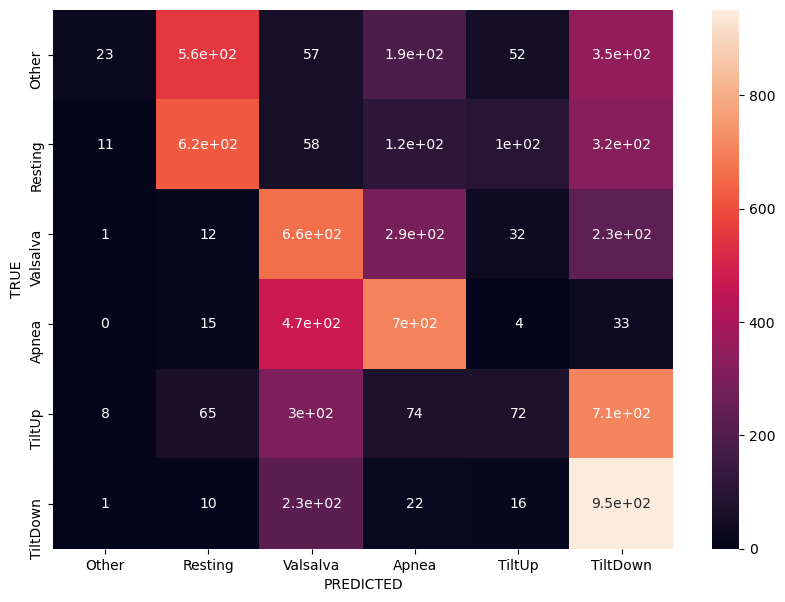 Other 23 5.6e+02 57 1.9e+02 52 3.5e+02
Resting 11 6.2e+02 58 1.2e+02 1e+02 3.2e+02
Valsalva 1 12 6.6e+02 2.9e+02 32 2.3e+02
Apnea 0 15 4.7e+02 7e+02 4 33
TiltUp 8 65 3e+02 74 72 7.1e+02
TiltDown 1 10 2.3e+02 22 16 9.5e+02
TRUE
Other Resting Valsalva Apnea TiltUp TiltDown
PREDICTED
800
600
400
200
0